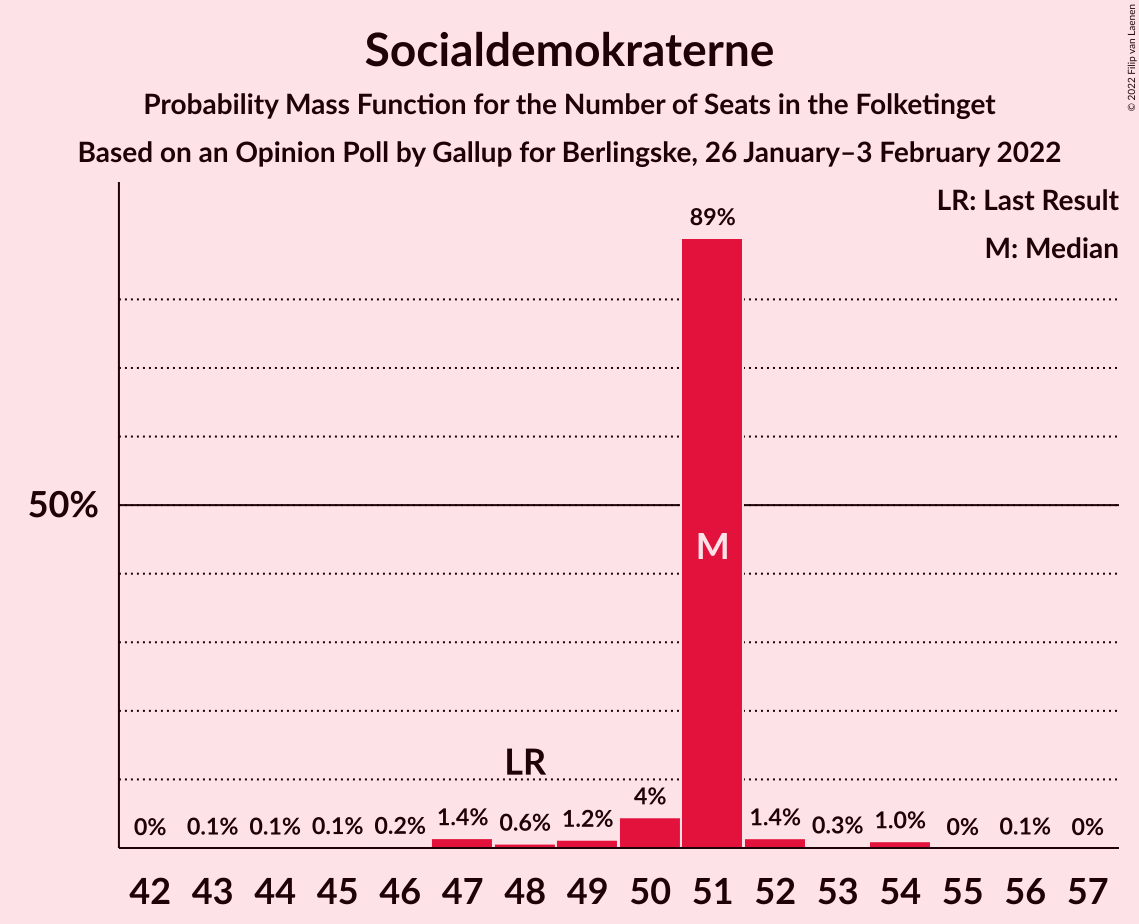 Socialdemokraterne
Probability Mass Function for the Number of Seats in the Folketinget
Based on an Opinion Poll by Gallup for Berlingske, 26 January–3 February 2022
© 2022 Filip van Laenen
LR: Last Result
M: Median
89%
50%
M
LR
0% 0.1% 0.1% 0.1% 0.2% 1.4% 0.6% 1.2% 4% 1.4% 0.3% 1.0% 0% 0.1% 0%
42 43 44 45 46 47 48 49 50 51 52 53 54 55 56 57